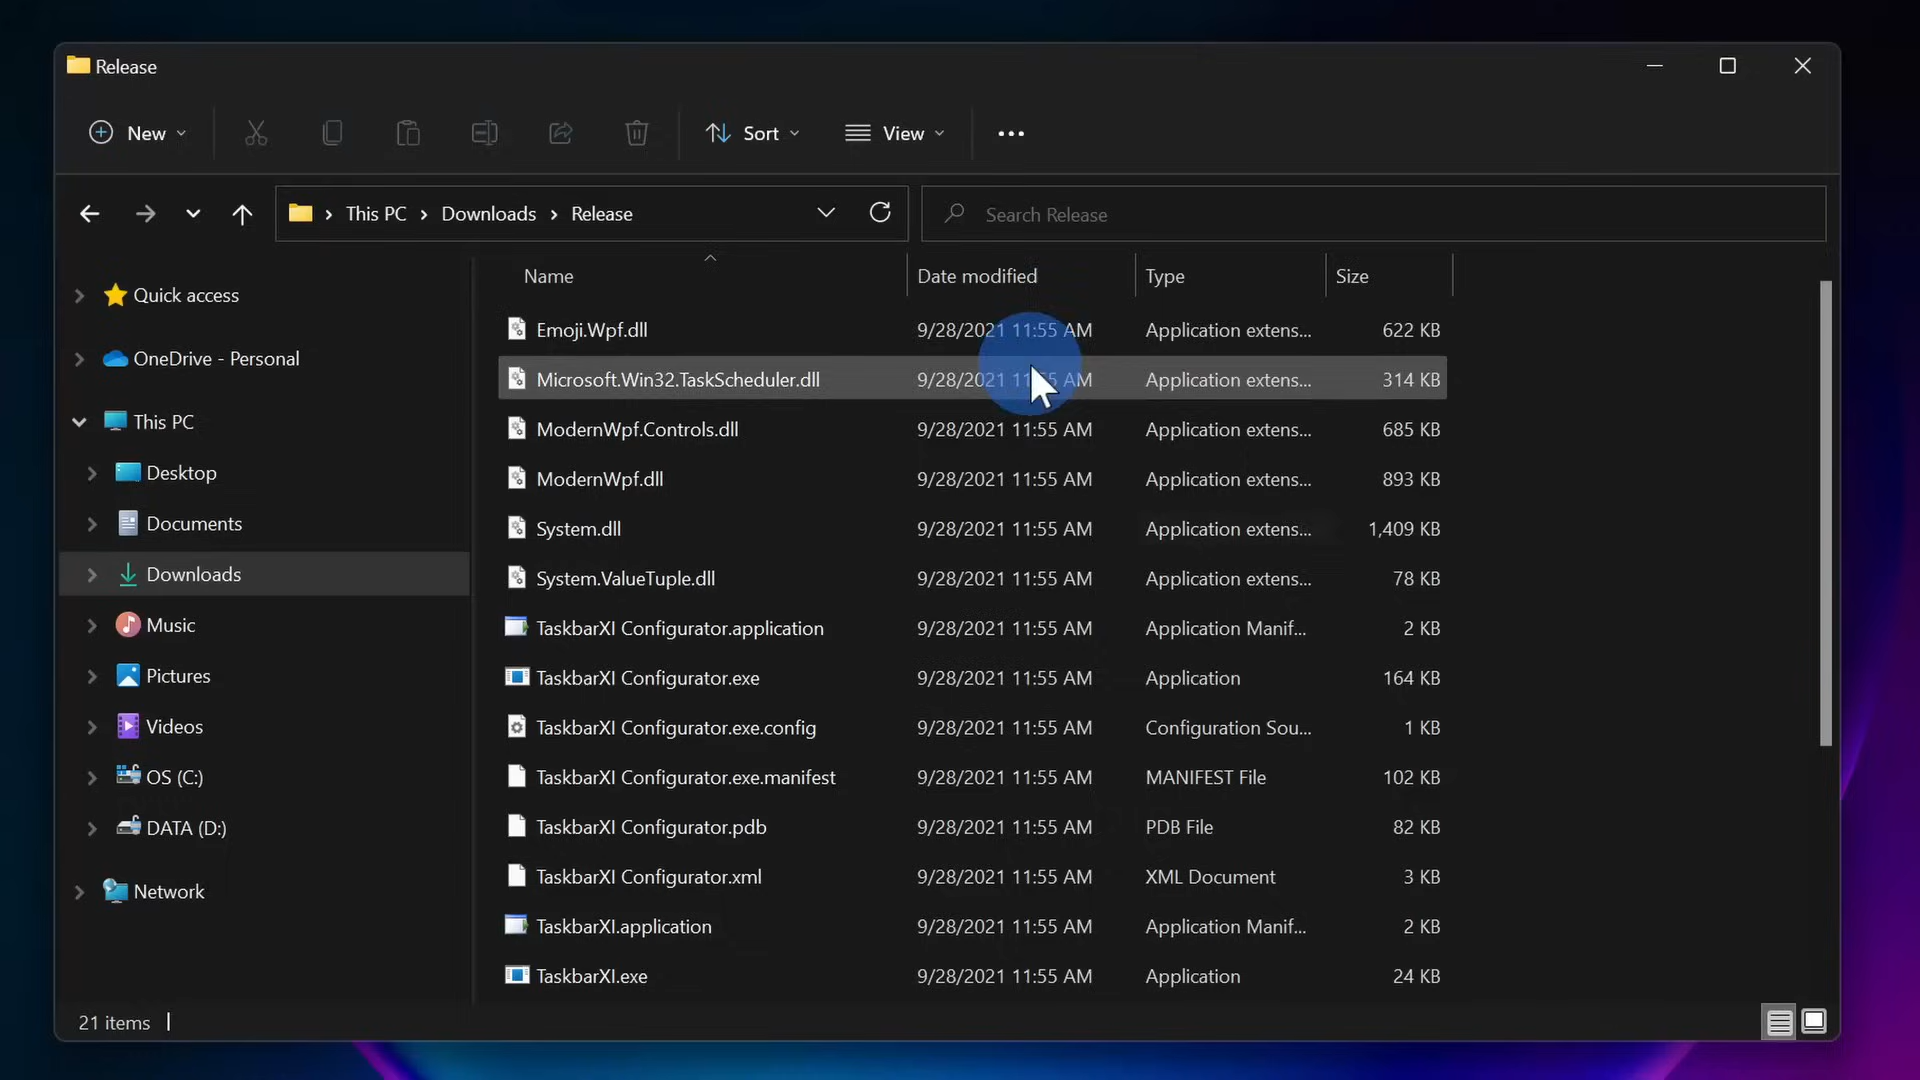 Release
New
Sort
View
This PC > Downloads > Release
Search Release
Name Date modified Type Size
Quick access
OneDrive - Personal
This PC
Desktop
Documents
Downloads
Music
Pictures
Videos
OS (C:)
DATA (D:)
Network
Emoji.Wpf.dll 9/28/2021 11:55 AM Application extens... 622 KB
Microsoft.Win32.TaskScheduler.dll 9/28/2021 11:55 AM Application extens... 314 KB
ModernWpf.Controls.dll 9/28/2021 11:55 AM Application extens... 685 KB
ModernWpf.dll 9/28/2021 11:55 AM Application extens... 893 KB
System.dll 9/28/2021 11:55 AM Application extens... 1,409 KB
System.ValueTuple.dll 9/28/2021 11:55 AM Application extens... 78 KB
TaskbarXI Configurator.application 9/28/2021 11:55 AM Application Manif... 2 KB
TaskbarXI Configurator.exe 9/28/2021 11:55 AM Application 164 KB
TaskbarXI Configurator.exe.config 9/28/2021 11:55 AM Configuration Sou... 1 KB
TaskbarXI Configurator.exe.manifest 9/28/2021 11:55 AM MANIFEST File 102 KB
TaskbarXI Configurator.pdb 9/28/2021 11:55 AM PDB File 82 KB
TaskbarXI Configurator.xml 9/28/2021 11:55 AM XML Document 3 KB
TaskbarXI.application 9/28/2021 11:55 AM Application Manif... 2 KB
TaskbarXI.exe 9/28/2021 11:55 AM Application 24 KB
21 items